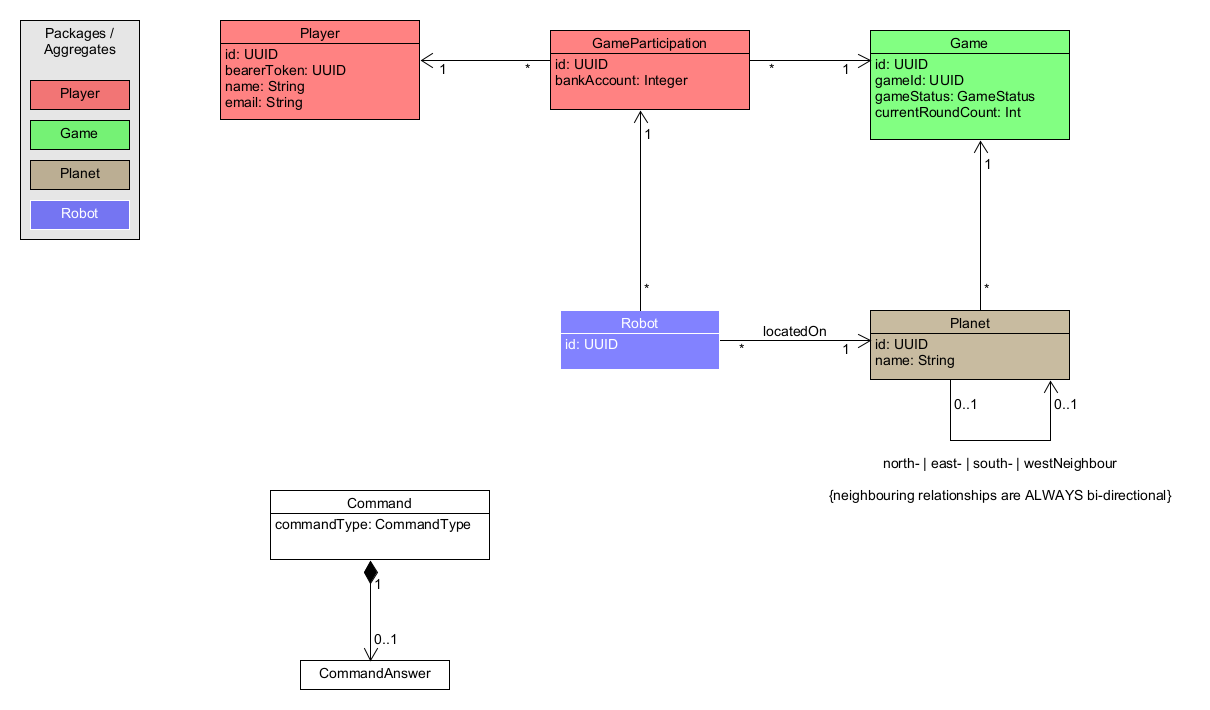 Packages /
Aggregates
Player
Game
Planet
Robot
Player
id: UUID
bearerToken: UUID
name: String
email: String
1
*
GameParticipation
id: UUID
bankAccount: Integer
*
1
Game
id: UUID
gameId: UUID
gameStatus: GameStatus
currentRoundCount: Int
1
*
1
*
Robot
id: UUID
locatedOn
*
1
Planet
id: UUID
name: String
0..1
0..1
north- | east- | south- | westNeighbour
{neighbouring relationships are ALWAYS bi-directional}
Command
commandType: CommandType
1
0..1
CommandAnswer